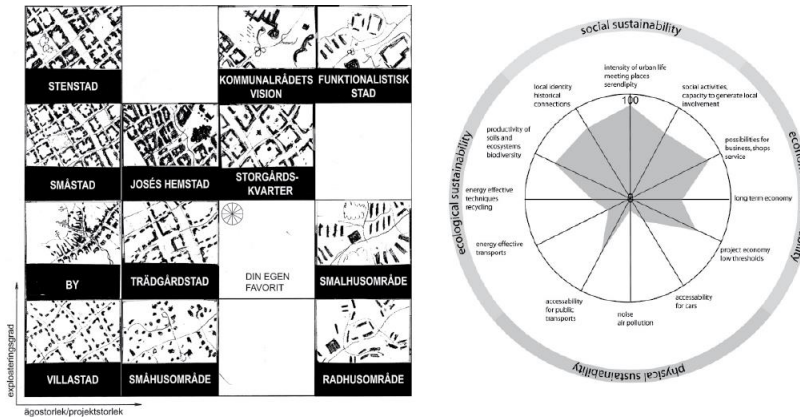 STENSTAD
KOMMUNALRÅDETS
VISION
FUNKTIONALISTISK
STAD
SMÅSTAD
JOSÉS HEMSTAD
STORGÅRDS-
KVARTER
BY
TRÄDGÅRDSTAD
DIN EGEN
FAVORIT
SMALHUSOMRÅDE
VILLASTAD
SMÅHUSOMRÅDE
RADHUSOMRÅDE
exploateringsgrad
ägostorlek/projektstorlek
social sustainability
intensity of urban life
meeting places
serendipity
local identity
historical
connections
social activities,
capacity to generate local
involvement
100
productivity of
soils and
ecosystems
biodiversity
possibilities for
business, shops
service
ecological sustainability
energy effective
techniques
recycling
long term economy
energy effective
transports
project economy
low thresholds
accessability
for public
transports
noise
air pollution
accessability
for cars
physical sustainability